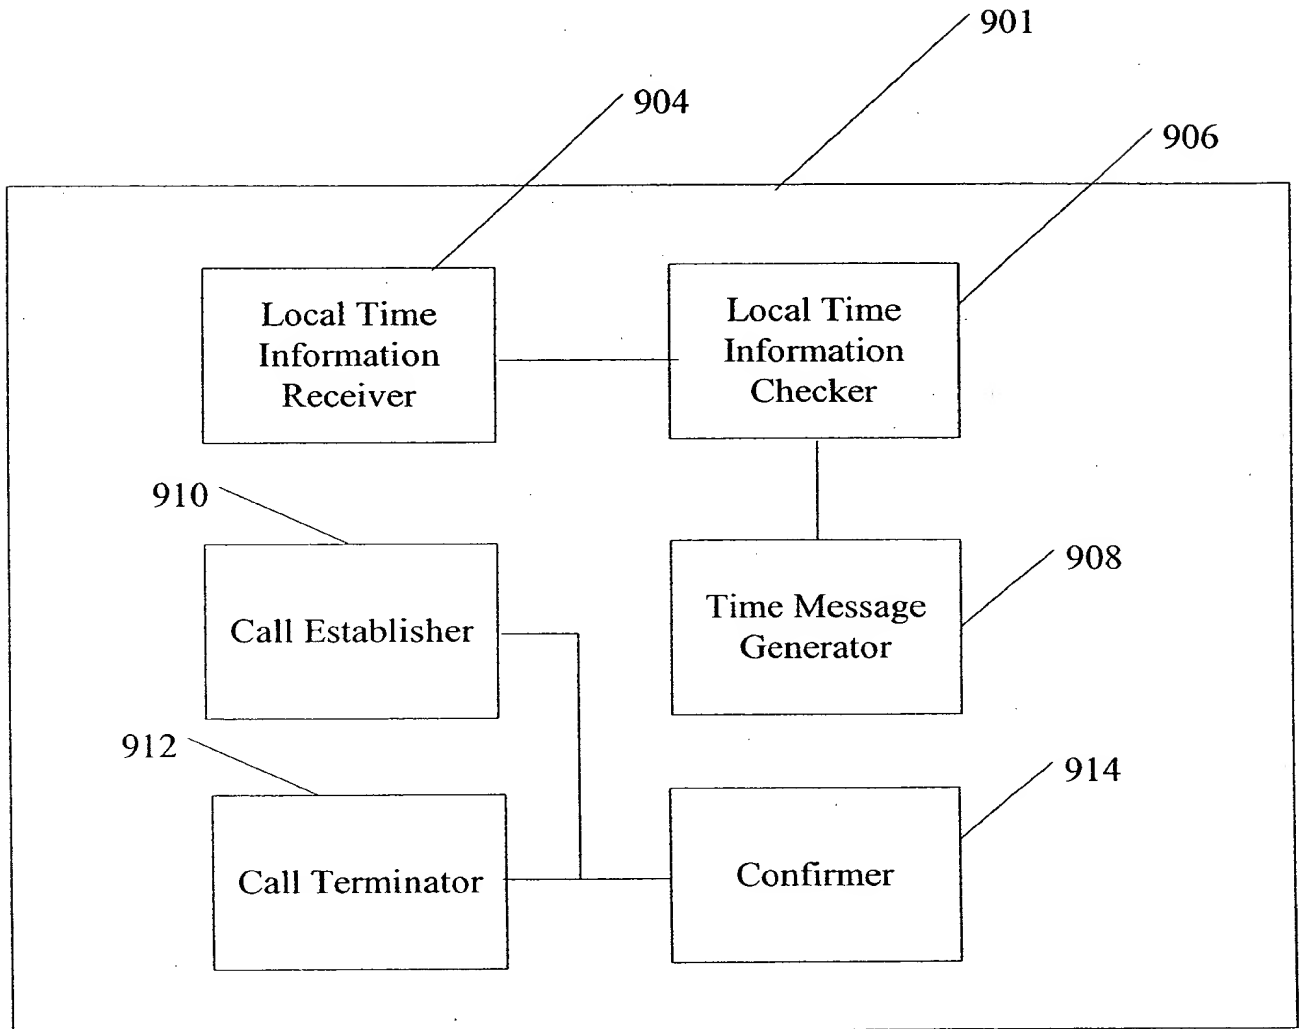 901
904
906
Local Time
Information
Receiver
Local Time
Information
Checker
910
908
Call Establisher
Time Message
Generator
912
914
Call Terminator
Confirmer